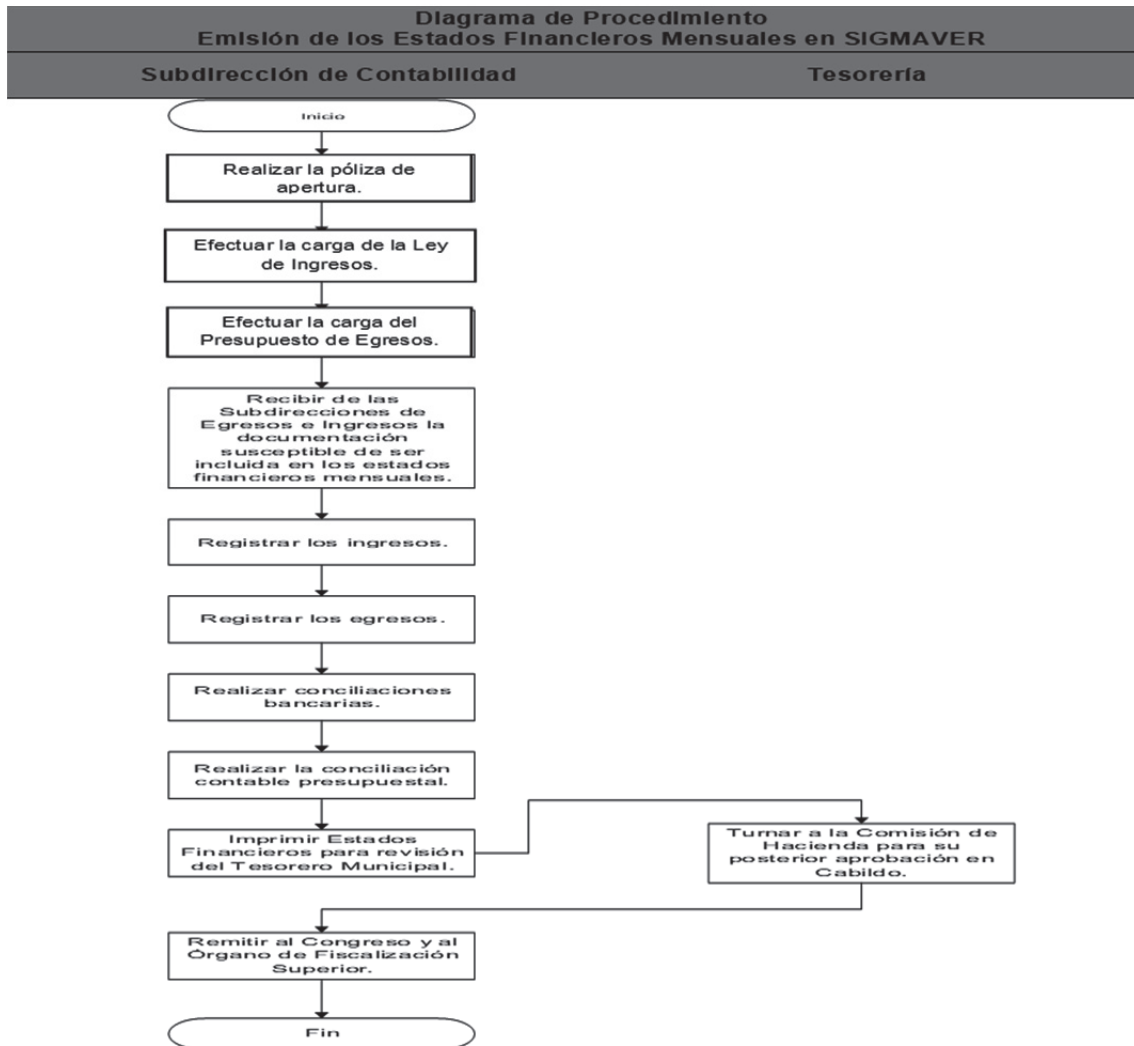 Diagrama de Procedimiento
Emisión de los Estados Financieros Mensuales en SIGMAVER
Subdirección de Contabilidad
Tesorería
Inicio
Realizar la póliza de
apertura.
Efectuar la carga de la Ley
de Ingresos.
Efectuar la carga del
Presupuesto de Egresos.
Recibir de las
Subdirecciones de
Egresos e Ingresos la
documentación
susceptible de ser
incluida en los estados
financieros mensuales.
Registrar los ingresos.
Registrar los egresos.
Realizar conciliaciones
bancarias.
Realizar la conciliación
contable presupuestal.
Imprimir Estados
Financieros para revisión
del Tesorero Municipal.
Turnar a la Comisión de
Hacienda para su
posterior aprobación en
Cabildo.
Remitir al Congreso y al
Órgano de Fiscalización
Superior.
Fin